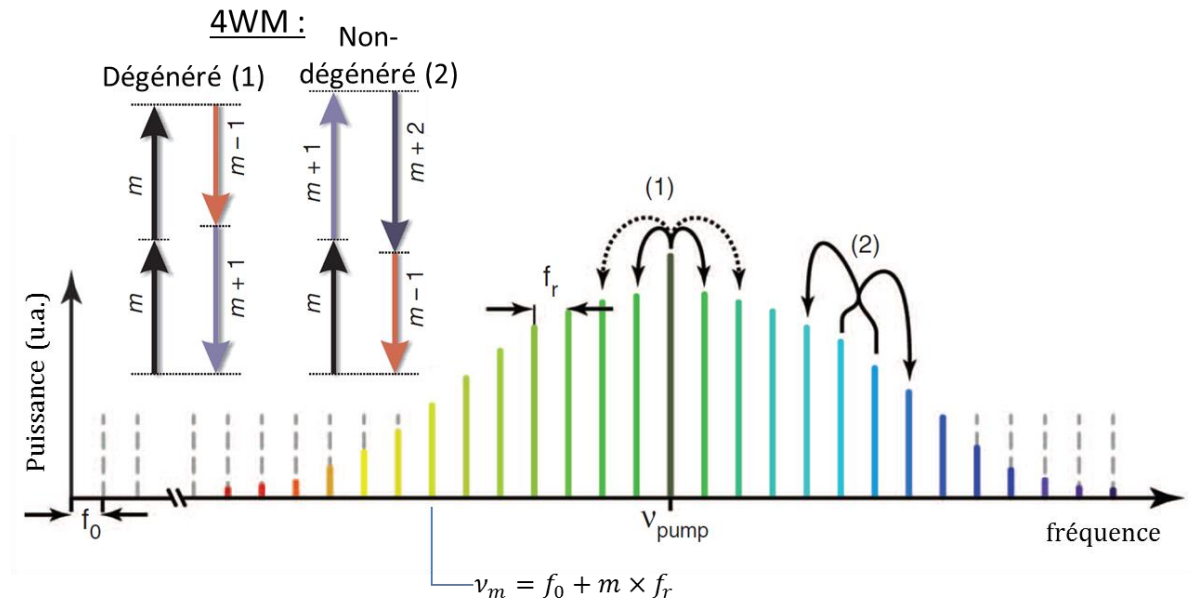 4WM :
Dégénéré (1)
Non-
dégénéré (2)
m
m
m − 1
m + 1
m + 1
m
m + 2
m − 1
(1)
(2)
f_r
Puissance (u.a.)
f_0
ν_pump
fréquence
ν_m = f_0 + m × f_r